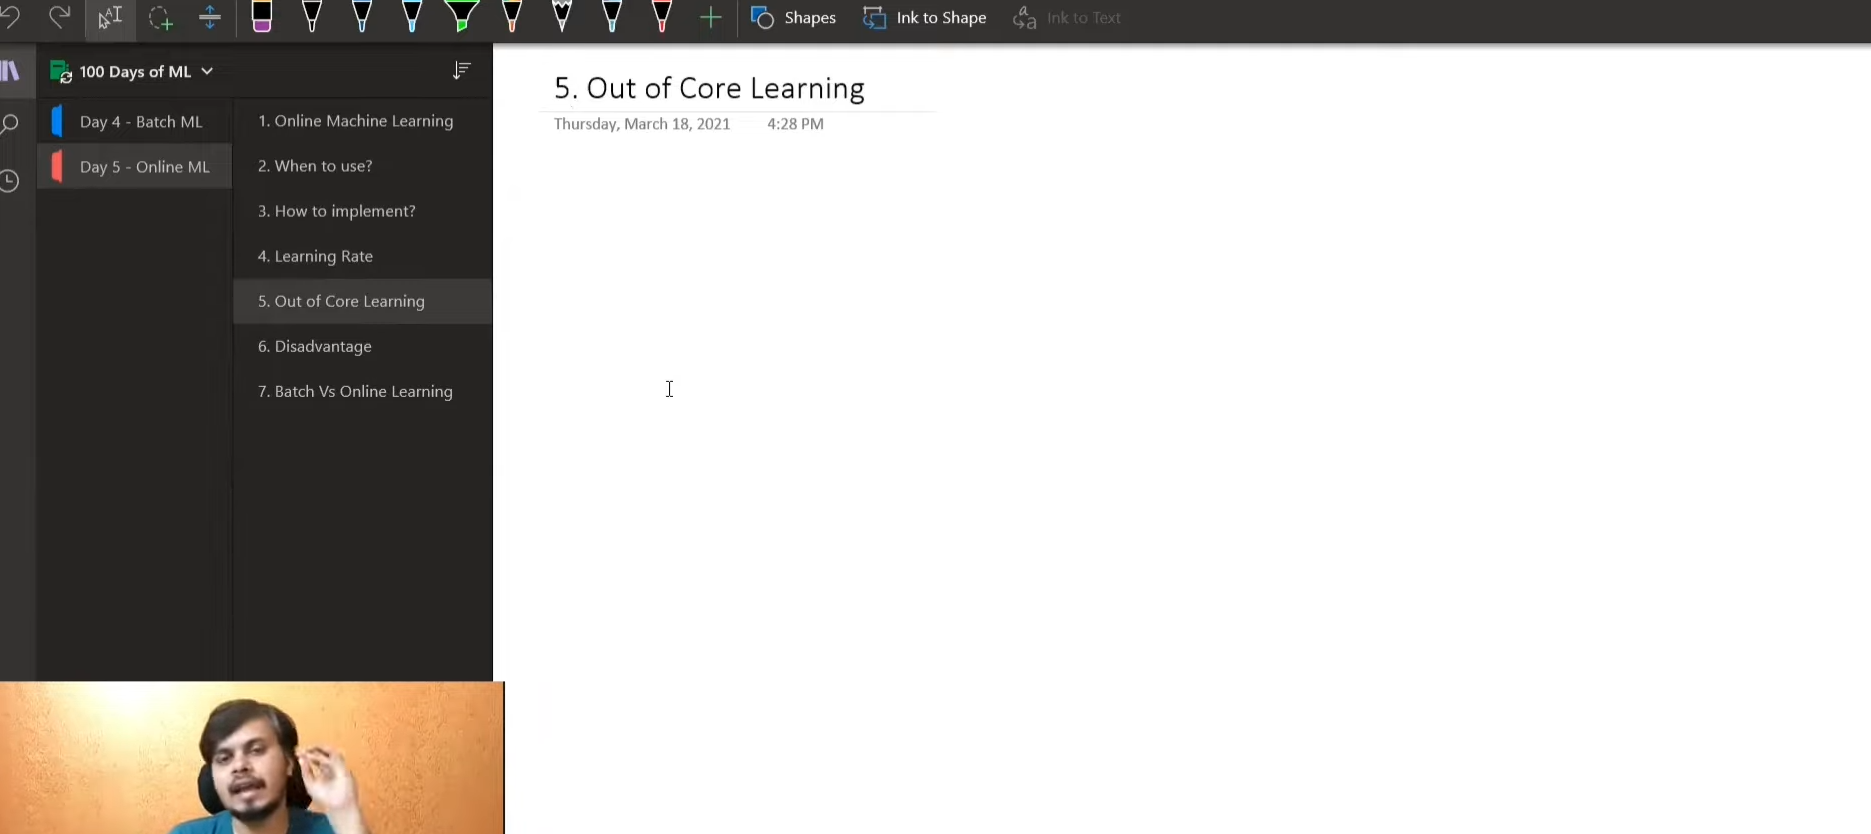 Shapes
Ink to Shape
Ink to Text
100 Days of ML
Day 4 - Batch ML
Day 5 - Online ML
1. Online Machine Learning
2. When to use?
3. How to implement?
4. Learning Rate
5. Out of Core Learning
6. Disadvantage
7. Batch Vs Online Learning
5. Out of Core Learning
Thursday, March 18, 2021 4:28 PM